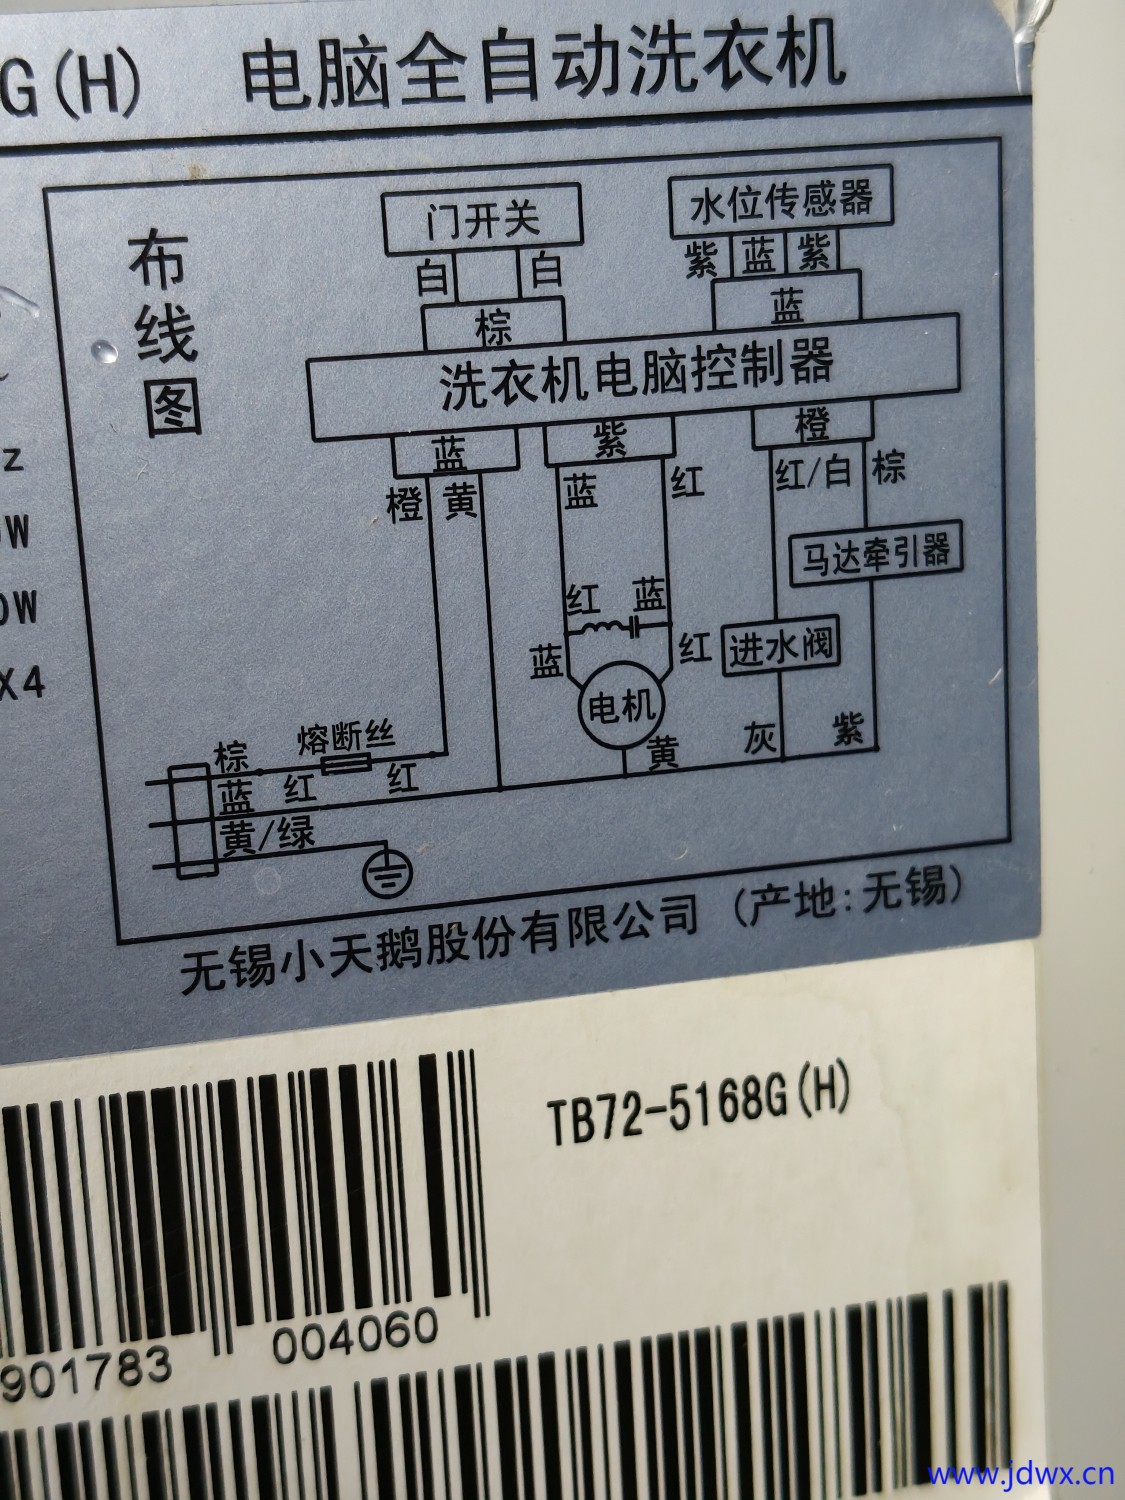 G(H) 电脑全自动洗衣机
布线图
门开关
水位传感器
白 白
紫 蓝 紫
棕
蓝
洗衣机电脑控制器
蓝 紫 橙
橙 黄 蓝 红 红/白 棕
z
W
马达牵引器
红 蓝
0W
蓝 红 进水阀
X4
电机
熔断丝
黄 灰 紫
棕
蓝 红 红
黄/绿
无锡小天鹅股份有限公司 (产地:无锡)
TB72-5168G(H)
901783 004060
www.jdwx.cn